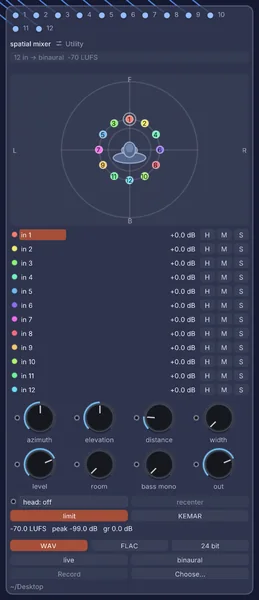 1 2 3 4 5 6 7 8 9 10
11 12
spatial mixer ⇄ Utility
12 in → binaural -70 LUFS
F
1
3 2
5 4
L 7 6 R
9 8
11 10
12
B
in 1 +0.0 dB H M S
in 2 +0.0 dB H M S
in 3 +0.0 dB H M S
in 4 +0.0 dB H M S
in 5 +0.0 dB H M S
in 6 +0.0 dB H M S
in 7 +0.0 dB H M S
in 8 +0.0 dB H M S
in 9 +0.0 dB H M S
in 10 +0.0 dB H M S
in 11 +0.0 dB H M S
in 12 +0.0 dB H M S
azimuth elevation distance width
level room bass mono out
head: off recenter
limit KEMAR
-70.0 LUFS peak -99.0 dB gr 0.0 dB
WAV FLAC 24 bit
live binaural
Record Choose...
~/Desktop